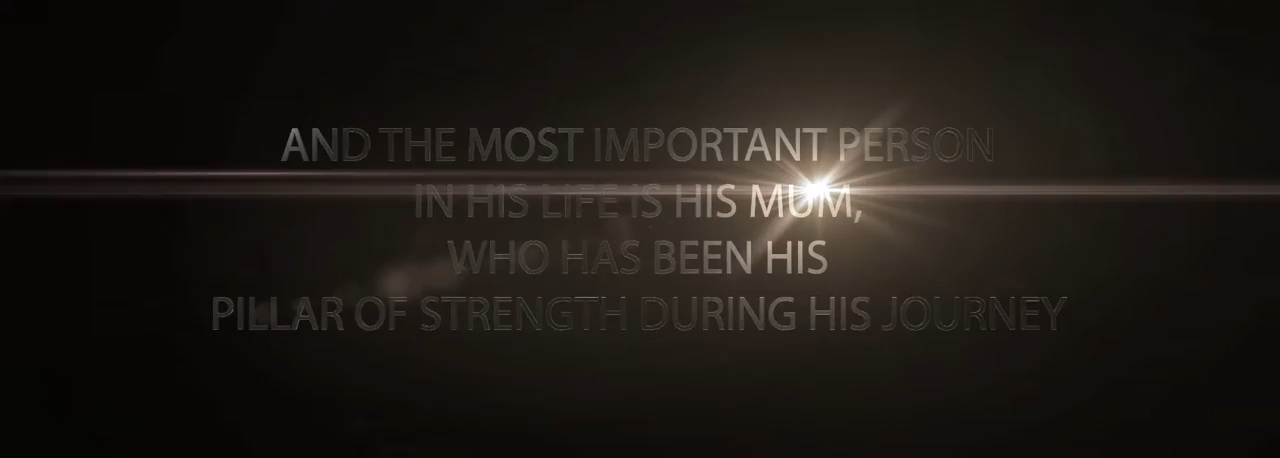 AND THE MOST IMPORTANT PERSON
IN HIS LIFE IS HIS MUM,
WHO HAS BEEN HIS
PILLAR OF STRENGTH DURING HIS JOURNEY